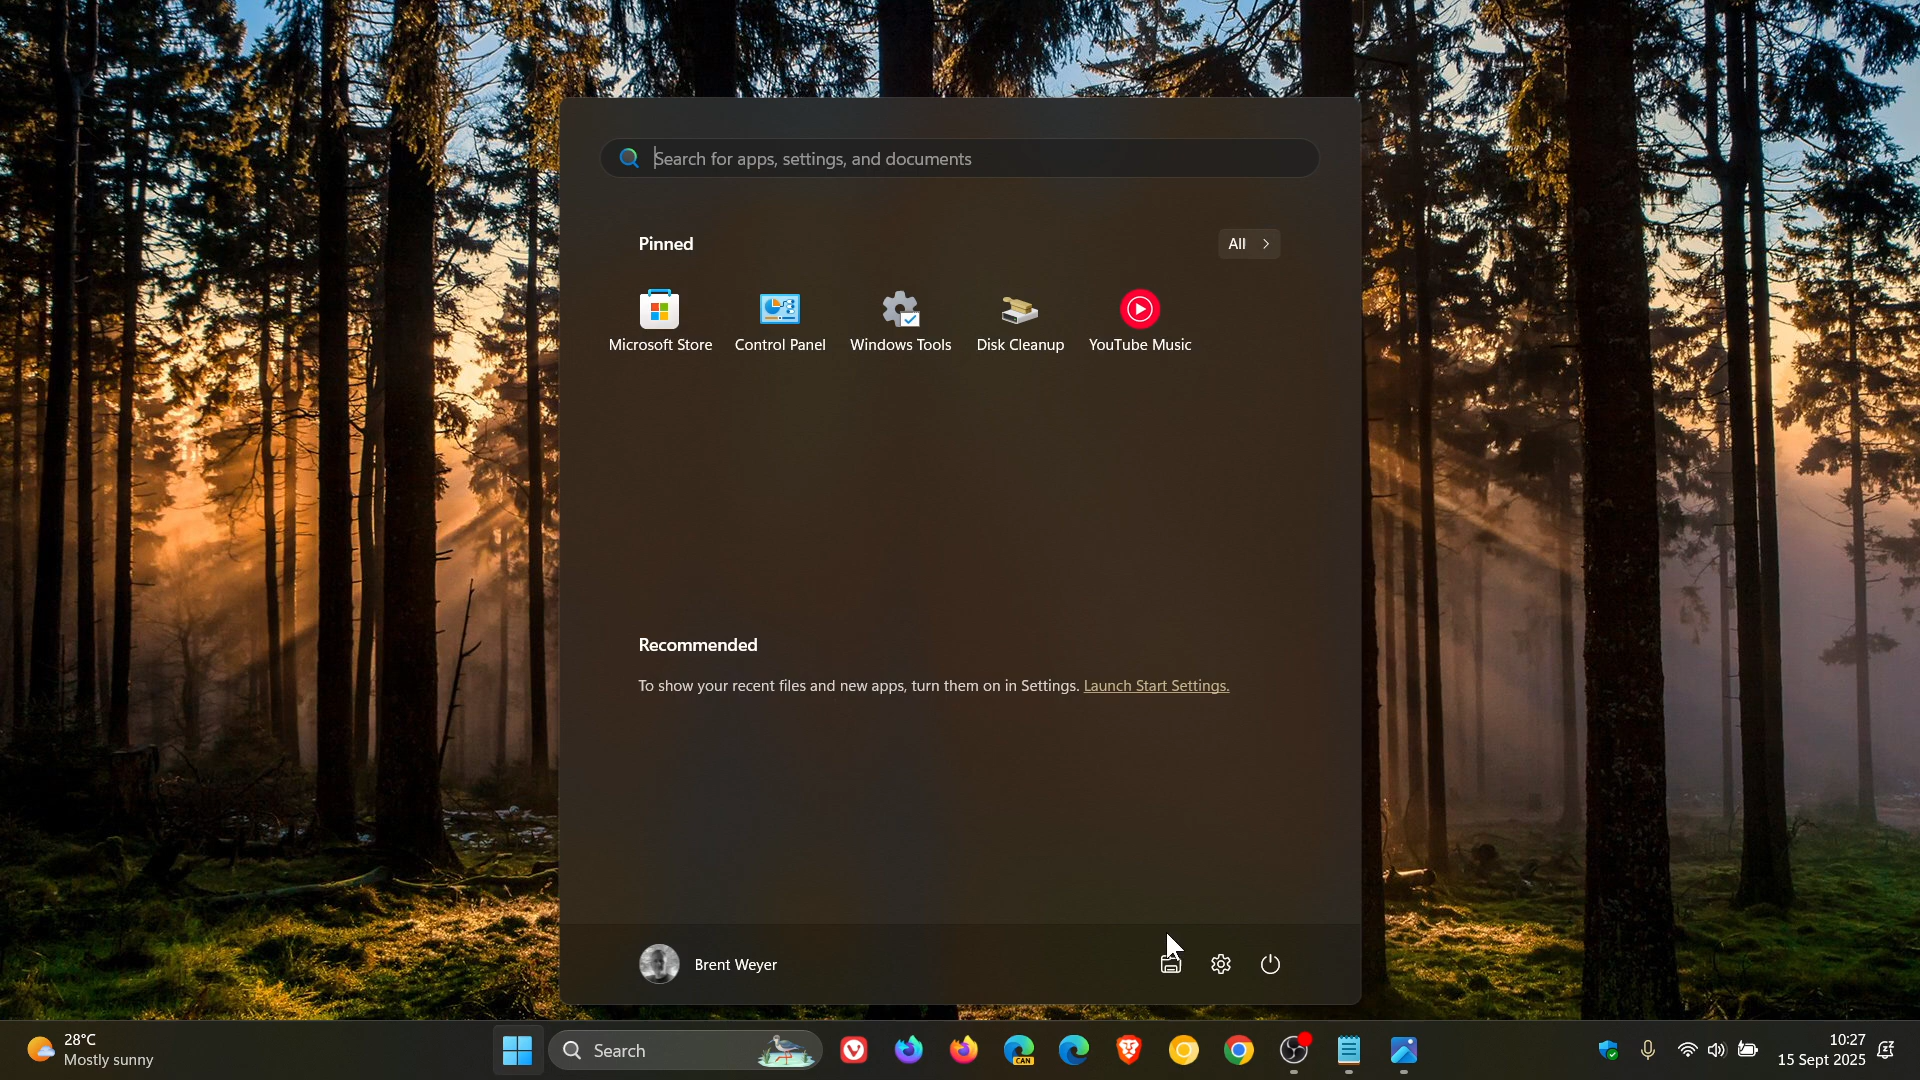 Search for apps, settings, and documents
Pinned
All
Microsoft Store
Control Panel
Windows Tools
Disk Cleanup
YouTube Music
Recommended
To show your recent files and new apps, turn them on in Settings. Launch Start Settings.
Brent Weyer
28°C
Mostly sunny
Search
CAN
10:27
15 Sept 2025